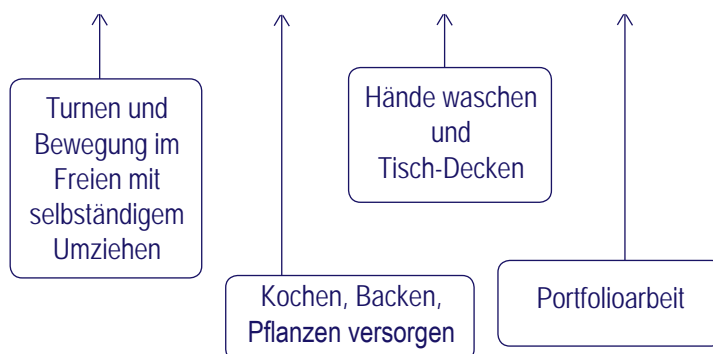 Turnen und
Bewegung im
Freien mit
selbständigem
Umziehen
Hände waschen
und
Tisch-Decken
Kochen, Backen,
Pflanzen versorgen
Portfolioarbeit